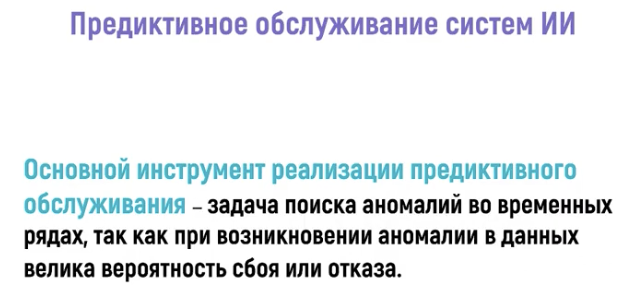 Предиктивное обслуживание систем ИИ
Основной инструмент реализации предиктивного
обслуживания – задача поиска аномалий во временных
рядах, так как при возникновении аномалии в данных
велика вероятность сбоя или отказа.